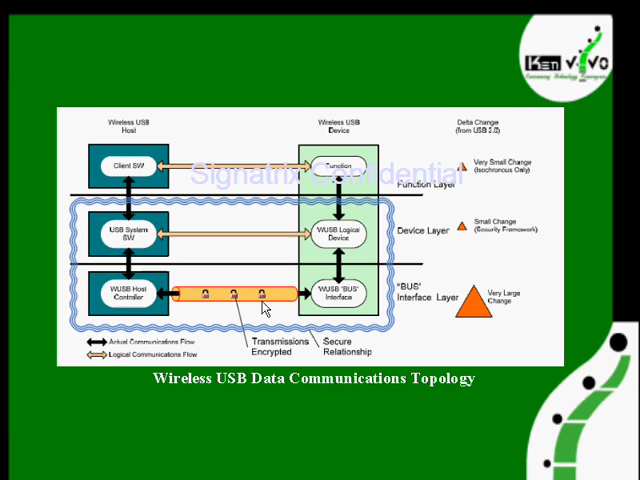 Ken ViVO
Wireless USB
Host
Wireless USB
Device
Delta Change
(from USB 2.0)
Client SW
Function
Very Small Change
(Isochronous Only)
Signatrix Confidential
Function Layer
USB System
SW
WUSB Logical
Device
Device Layer
Small Change
(Security Framework)
WUSB Host
Controller
WUSB 'BUS'
Interface
"BUS"
Interface Layer
Very Large
Change
Actual Communications Flow
Logical Communications Flow
Transmissions
Encrypted
Secure
Relationship
Wireless USB Data Communications Topology